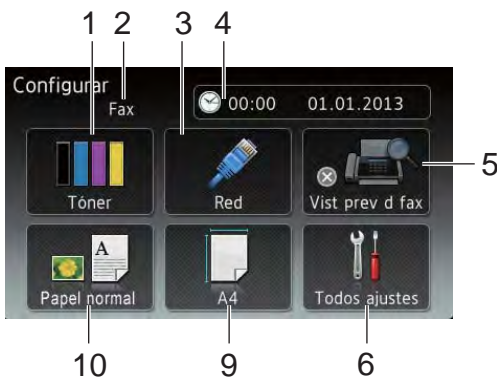 1 2 3 4
Configurar
Fax
00:00 01.01.2013
5
Tóner Red Vist prev d fax
A
Papel normal A4 Todos ajustes
10 9 6